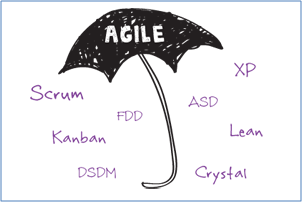 AGILE
XP
Scrum
FDD
ASD
Kanban
Lean
DSDM
Crystal